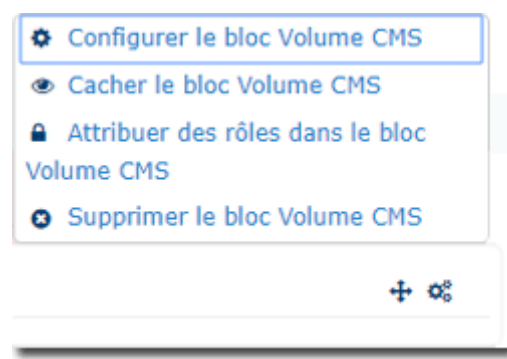 Configurer le bloc Volume CMS
Cacher le bloc Volume CMS
Attribuer des rôles dans le bloc
Volume CMS
Supprimer le bloc Volume CMS